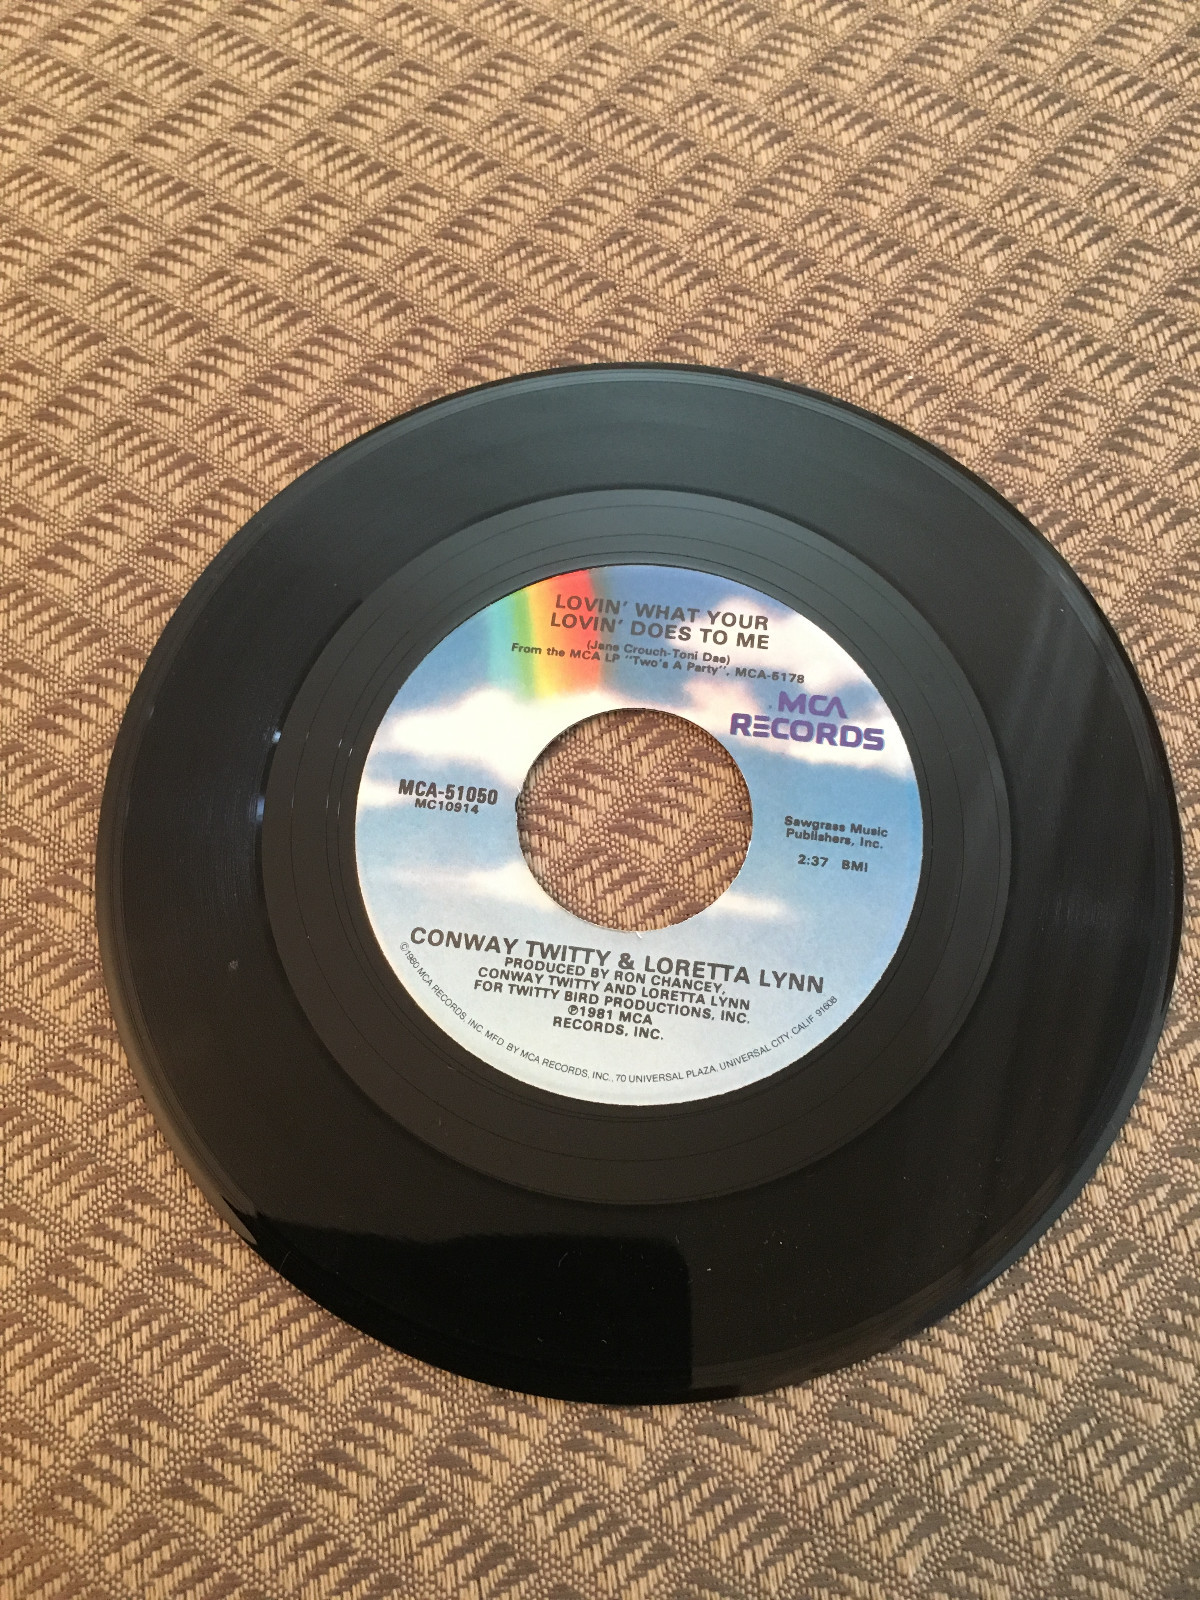 LOVIN' WHAT YOUR
LOVIN' DOES TO ME
(Jane Crouch-Toni Dae)
From the MCA LP "Two's A Party", MCA-5178
MCA
RECORDS
MCA-51050
MC10914
Sawgrass Music
Publishers, Inc.
2:37 BMI
CONWAY TWITTY & LORETTA LYNN
PRODUCED BY RON CHANCEY,
CONWAY TWITTY AND LORETTA LYNN
FOR TWITTY BIRD PRODUCTIONS, INC.
℗1981 MCA
RECORDS, INC.
©1980 MCA RECORDS, INC. MFD. BY MCA RECORDS, INC., 70 UNIVERSAL PLAZA, UNIVERSAL CITY, CALIF. 91608